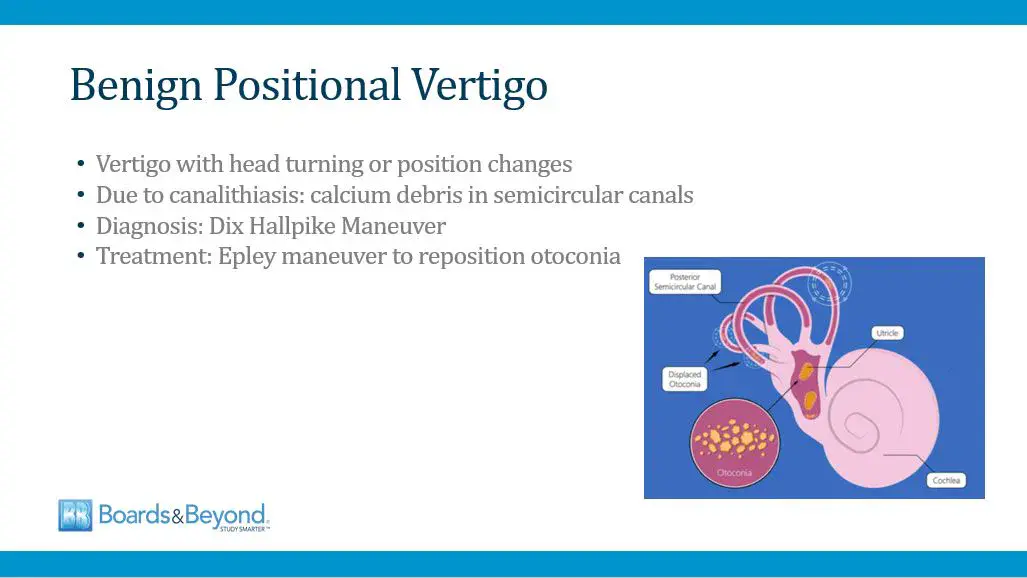 Benign Positional Vertigo
• Vertigo with head turning or position changes
• Due to canalithiasis: calcium debris in semicircular canals
• Diagnosis: Dix Hallpike Maneuver
• Treatment: Epley maneuver to reposition otoconia
Posterior
Semicircular Canal
Utricle
Displaced
Otoconia
Otoconia
Cochlea
BB Boards&Beyond®
STUDY SMARTER™